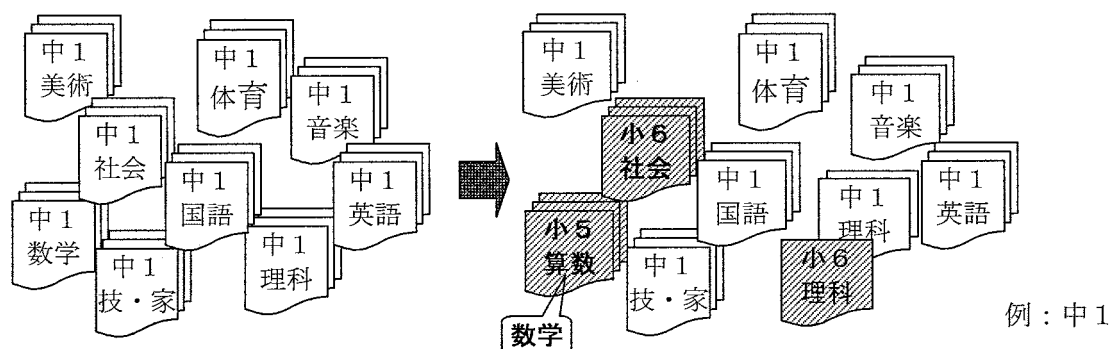 中１
美術
中１
体育
中１
音楽
中１
社会
中１
国語
中１
英語
中１
数学
中１
技・家
中１
理科
中１
美術
中１
体育
中１
音楽
小６
社会
中１
国語
中１
英語
小５
算数
数学
中１
技・家
中１
理科
小６
理科
例：中１